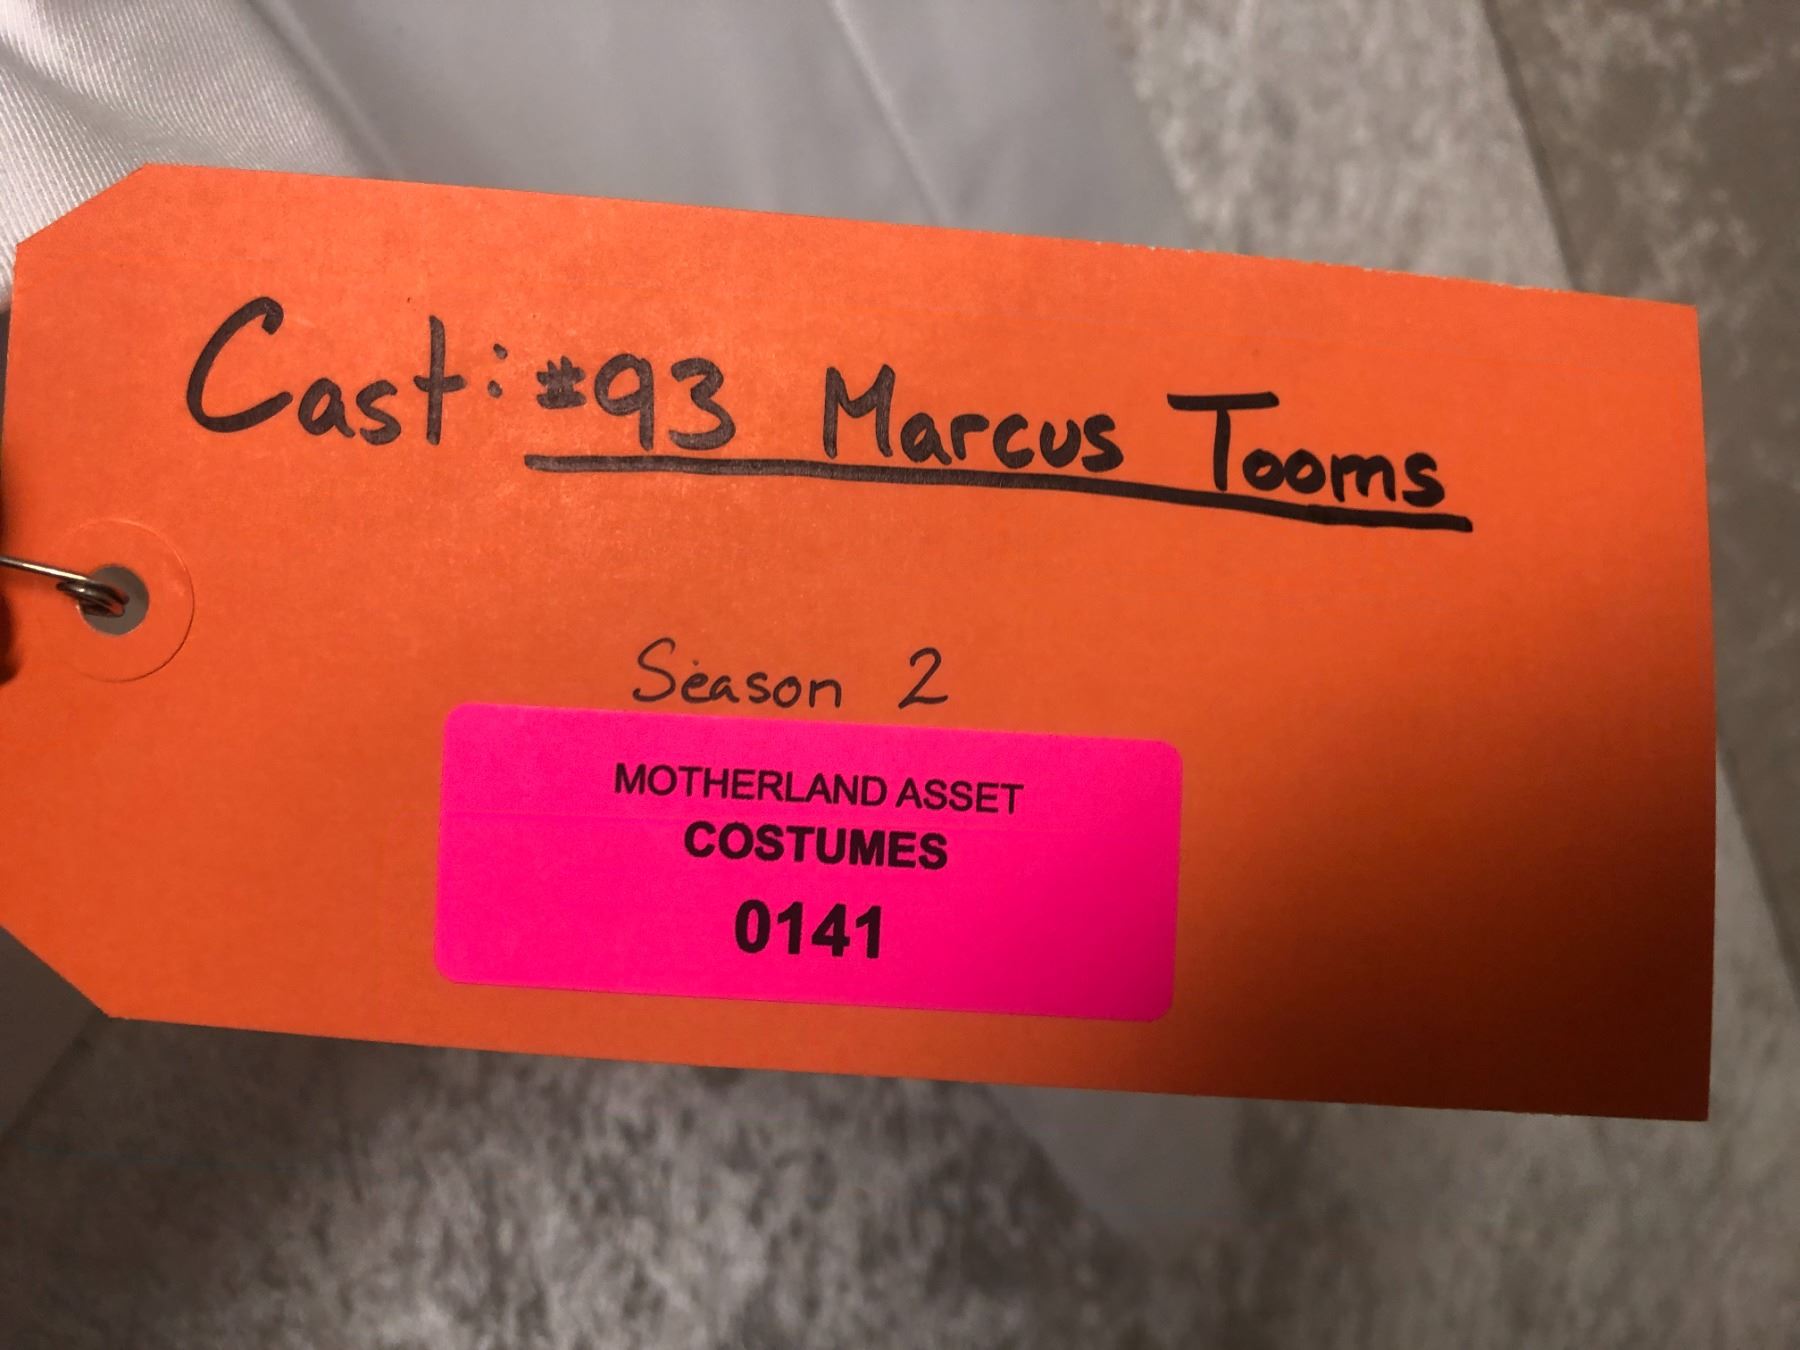 Cast: #93 Marcus Tooms
Season 2
MOTHERLAND ASSET
COSTUMES
0141